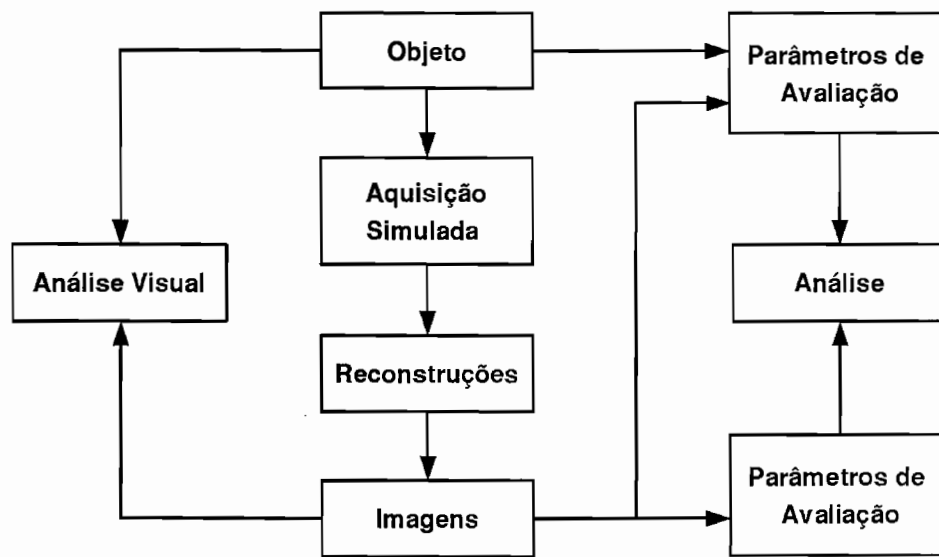 Objeto
Parâmetros de
Avaliação
Aquisição
Simulada
Análise Visual
Análise
Reconstruções
Imagens
Parâmetros de
Avaliação